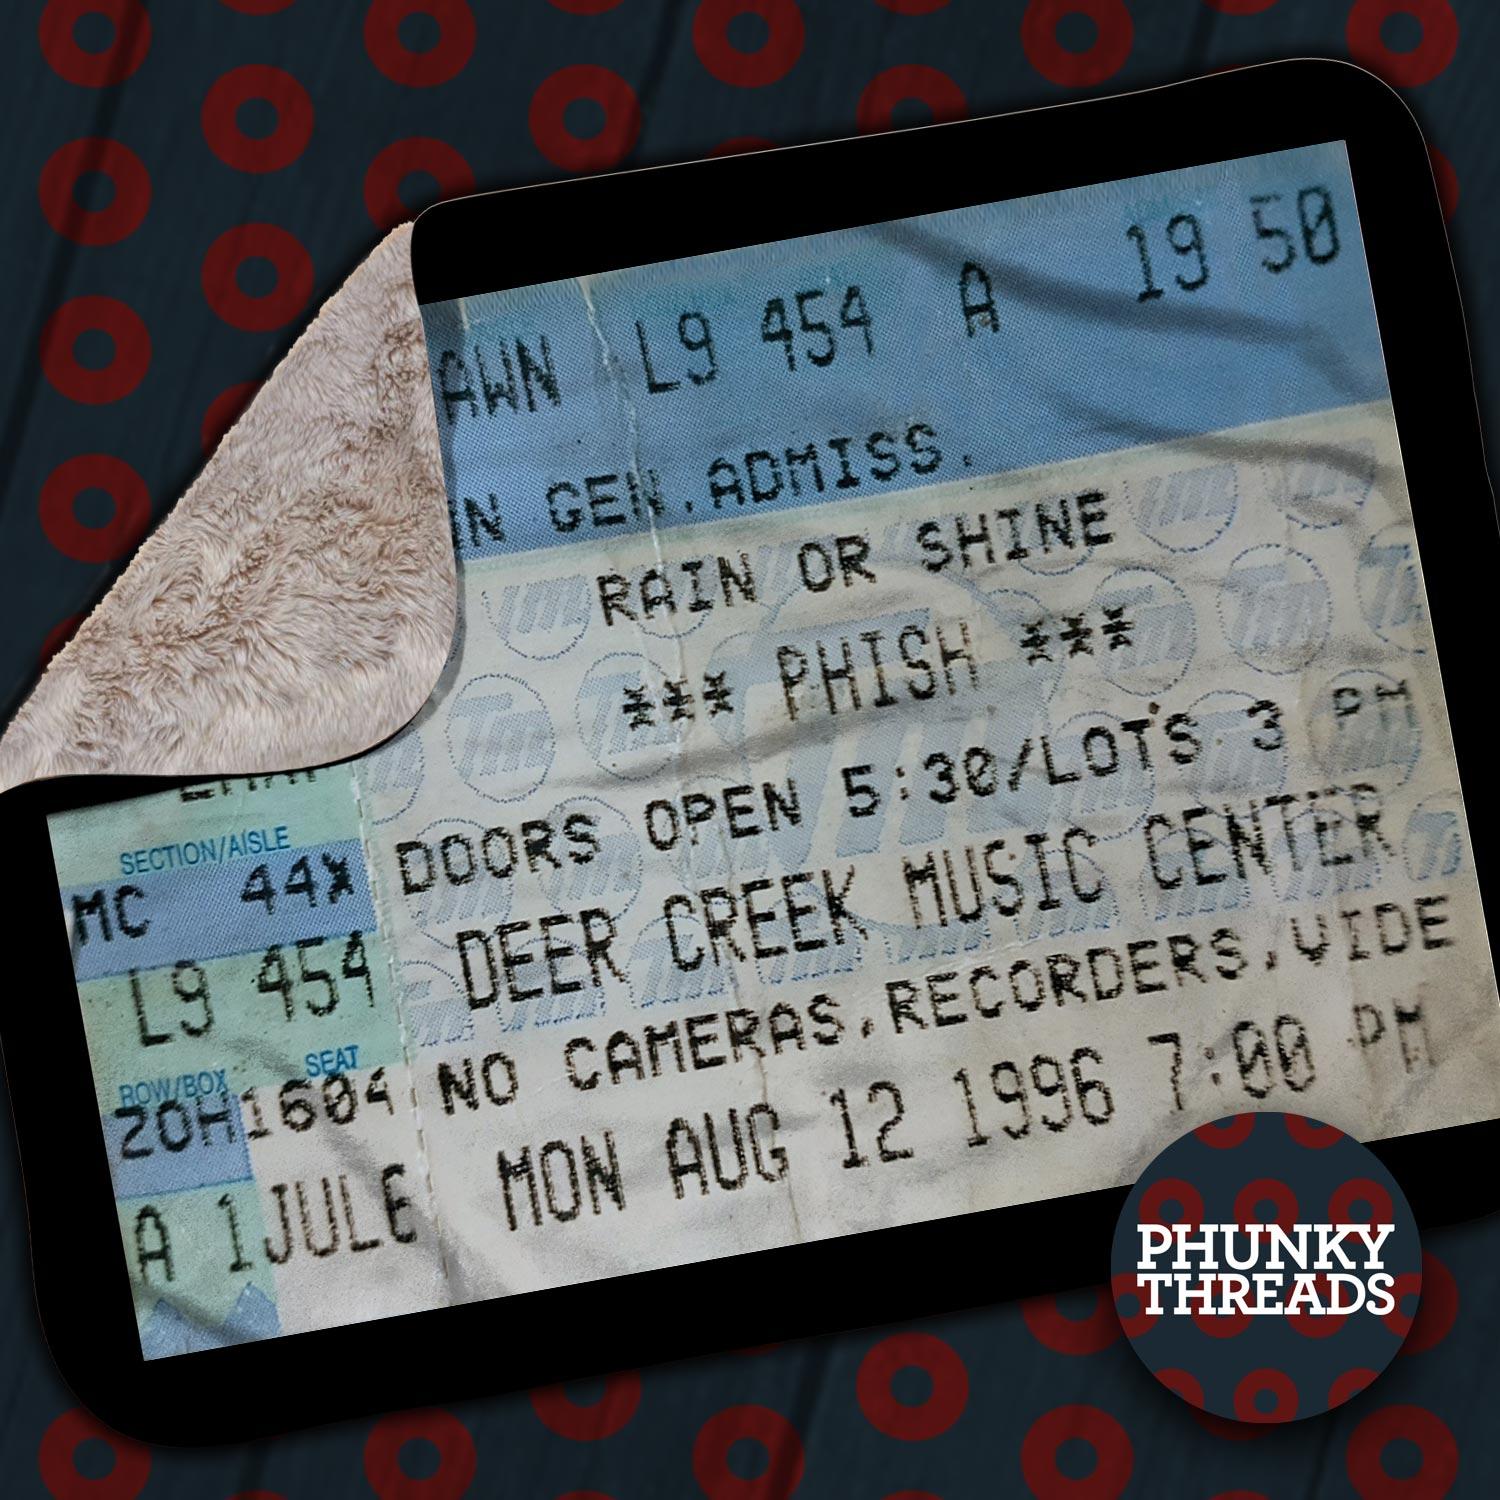 AWN L9 454 A 19 50
GEN.ADMISS.
RAIN OR SHINE
*** PHISH ***
DOORS OPEN 5:30/LOTS 3 PM
DEER CREEK MUSIC CENTER
NO CAMERAS,RECORDERS,VIDE
MON AUG 12 1996 7:00 PM
SECTION/AISLE
MC 44X
L9 454
ROW/BOX SEAT
ZOH1604
A 1JULE
PHUNKY
THREADS